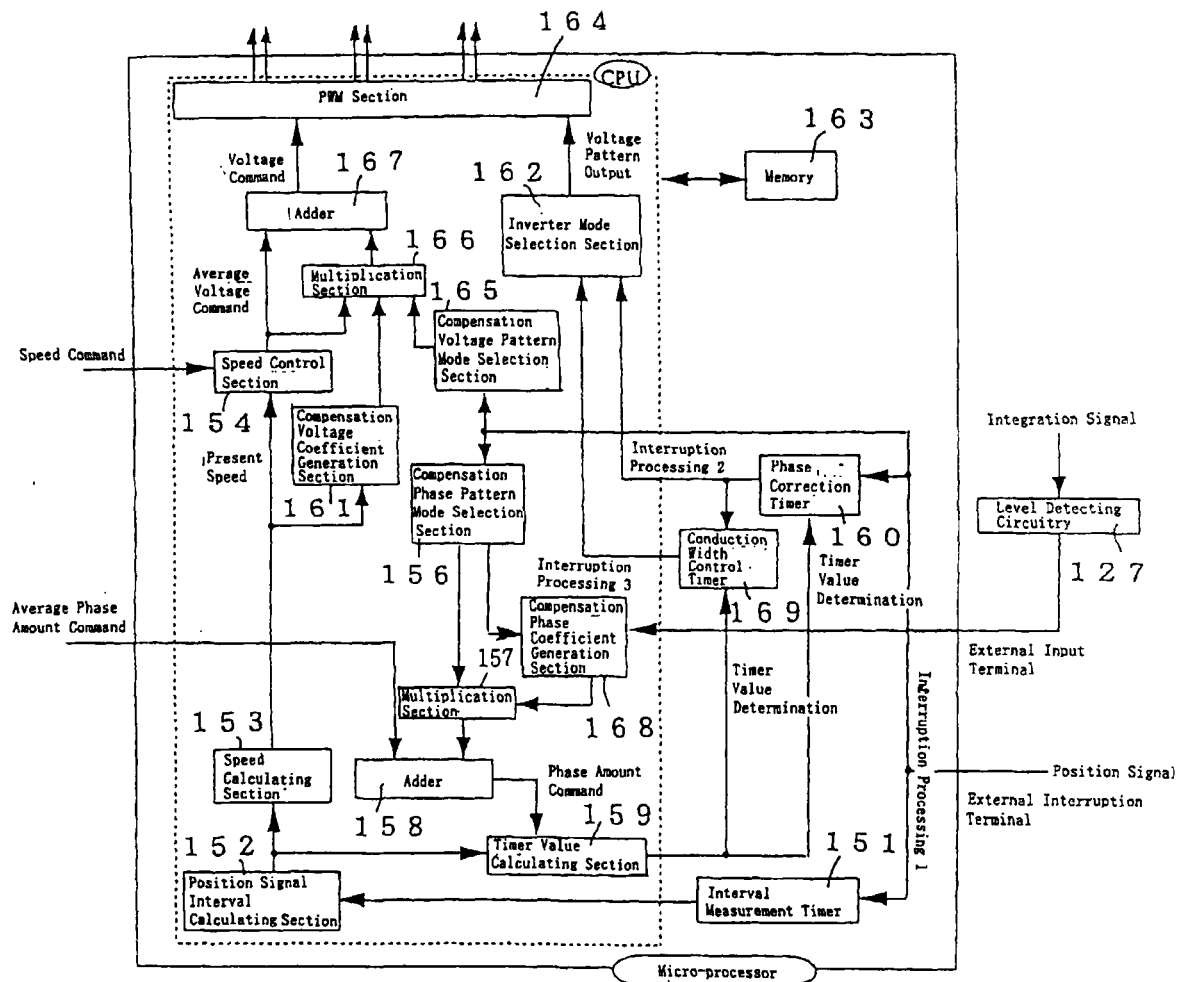 164
CPU
PWM Section
163
Voltage
Pattern
Output
Voltage
Command
167
162
Memory
Adder
Inverter Mode
Selection Section
166
Average
Voltage
Command
Multiplication
Section
165
Compensation
Voltage Pattern
Mode Selection
Section
Speed Command
Speed Control
Section
154
Compensation
Voltage
Coefficient
Generation
Section
Integration Signal
Present
Speed
Interruption
Processing 2
Phase
Correction
Timer
161
Compensation
Phase Pattern
Mode Selection
Section
160
Level Detecting
Circuitry
127
Conduction
Width
Control
Timer
156
Interruption
Processing 3
Timer
Value
Determination
169
Average Phase
Amount Command
Compensation
Phase
Coefficient
Generation
Section
External Input
Terminal
157
Timer
Value
Determination
Multiplication
Section
168
Interruption Processing 1
153
Speed
Calculating
Section
Adder
Phase Amount
Command
Position Signal
158
External Interruption
Terminal
159
152
Timer Value
Calculating Section
151
Position Signal
Interval
Calculating Section
Interval
Measurement Timer
Micro-processor